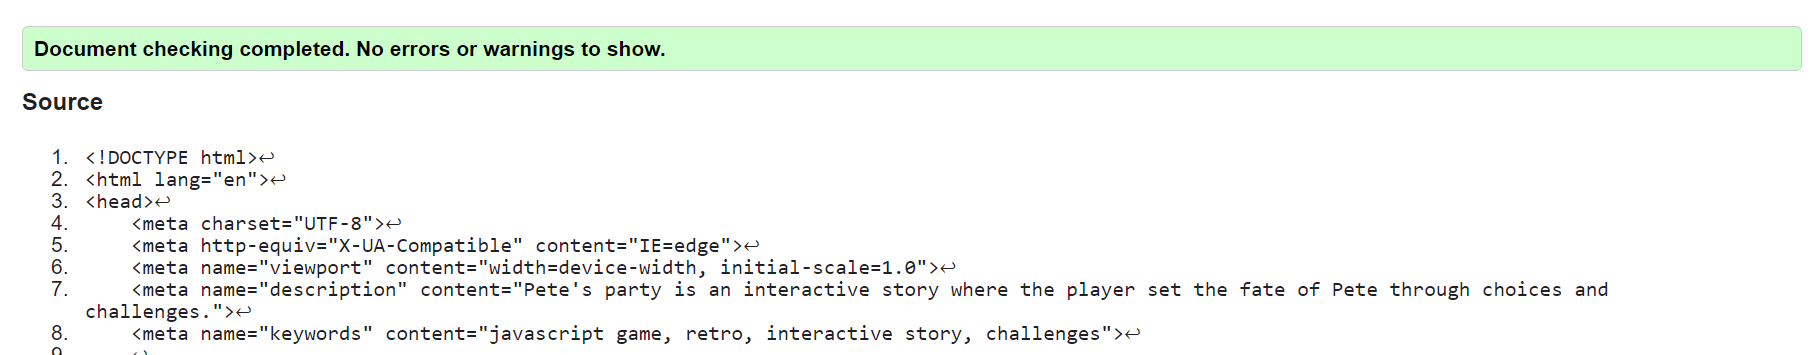 Document checking completed. No errors or warnings to show.
Source
1. <!DOCTYPE html>↩
2. <html lang="en">↩
3. <head>↩
4.     <meta charset="UTF-8">↩
5.     <meta http-equiv="X-UA-Compatible" content="IE=edge">↩
6.     <meta name="viewport" content="width=device-width, initial-scale=1.0">↩
7.     <meta name="description" content="Pete's party is an interactive story where the player set the fate of Pete through choices and
challenges.">↩
8.     <meta name="keywords" content="javascript game, retro, interactive story, challenges">↩